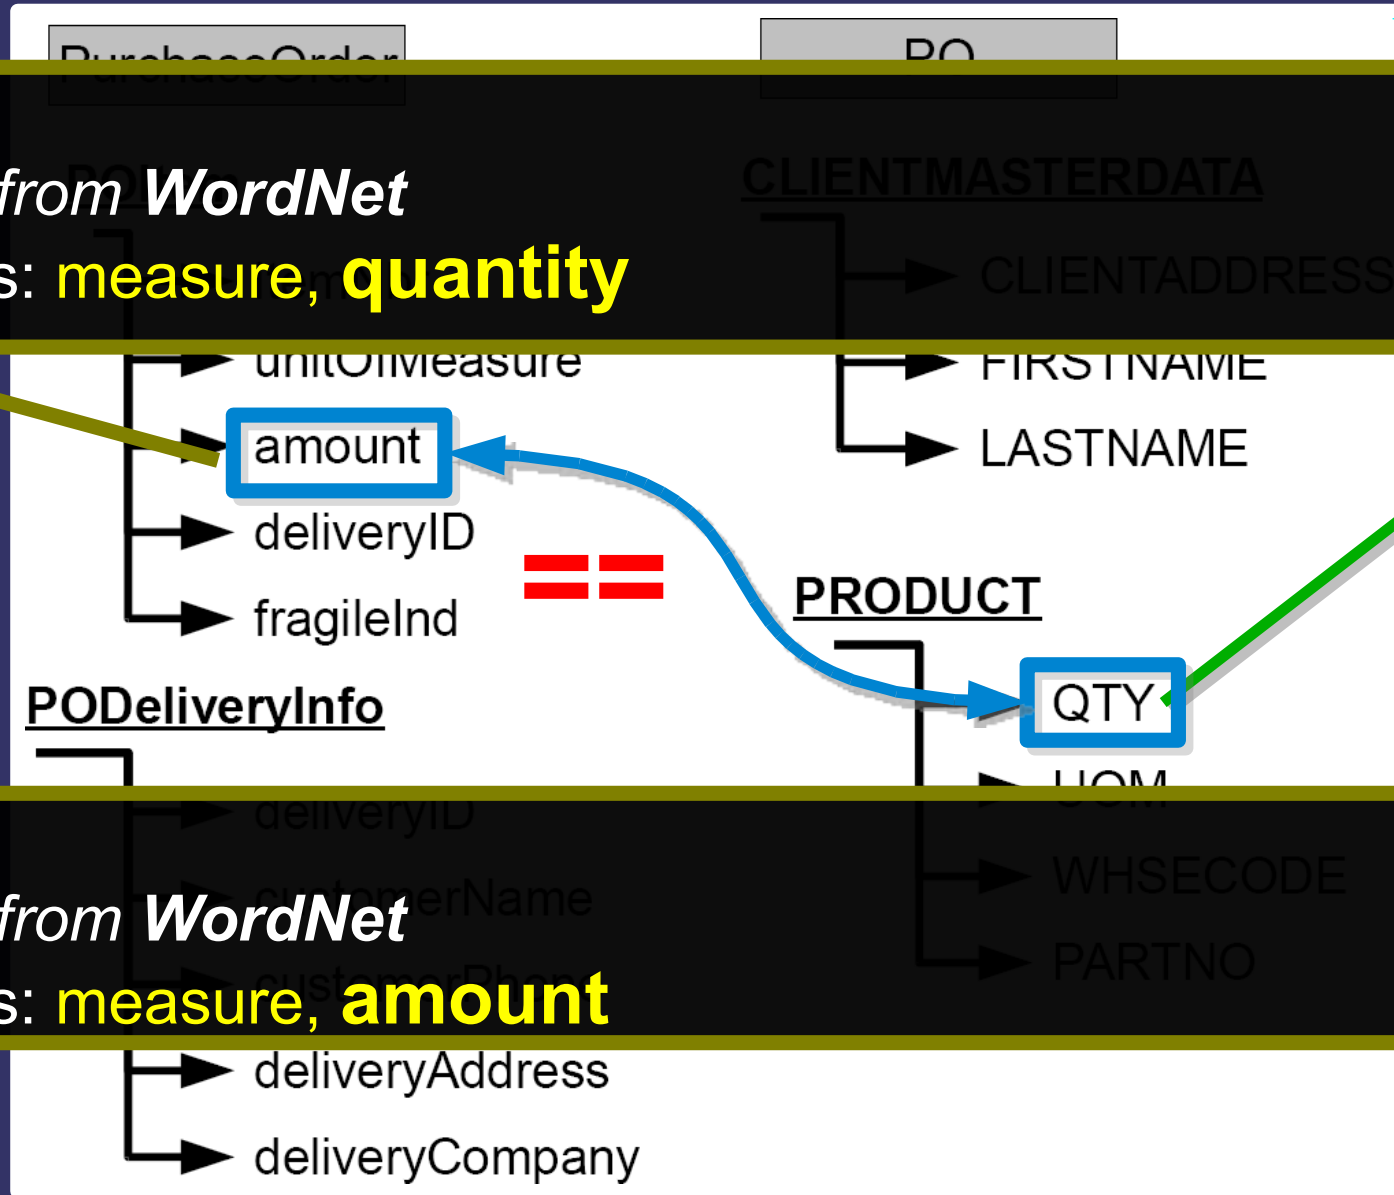 PurchaseOrder
PO
from WordNet
CLIENTMASTERDATA
s: measure, quantity
CLIENTADDRESS
unitOfMeasure
FIRSTNAME
amount
LASTNAME
deliveryID
==
fragileInd
PRODUCT
PODeliveryInfo
QTY
UOM
deliveryID
WHSECODE
customerName
from WordNet
PARTNO
customerPhone
s: measure, amount
deliveryAddress
deliveryCompany